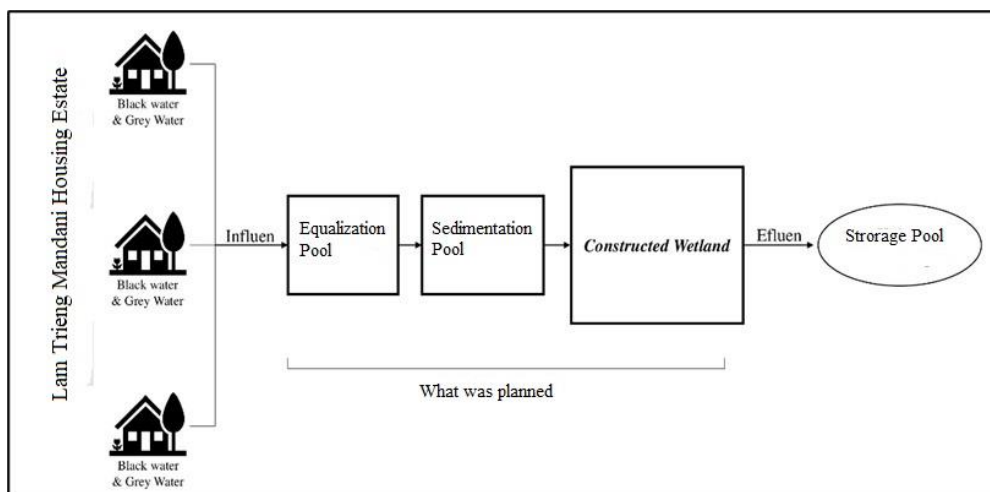 Lam Trieng Mandani Housing Estate
Black water
& Grey Water
Black water
& Grey Water
Black water
& Grey Water
Influen
Equalization
Pool
Sedimentation
Pool
Constructed Wetland
Efluen
Strorage Pool
What was planned